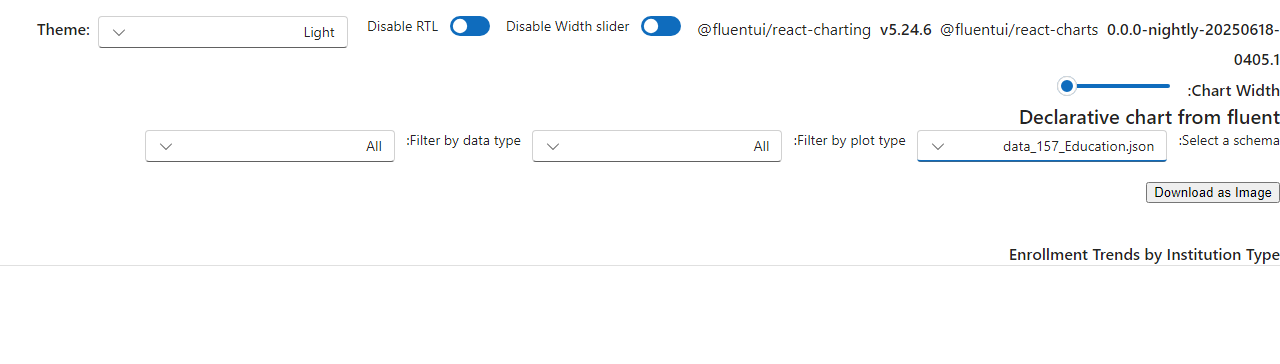 Theme: Light Disable RTL Disable Width slider @fluentui/react-charting v5.24.6 @fluentui/react-charts 0.0.0-nightly-20250618-
0405.1
:Chart Width
Declarative chart from fluent
:Select a schema data_157_Education.json :Filter by plot type All :Filter by data type All
Download as Image
Enrollment Trends by Institution Type